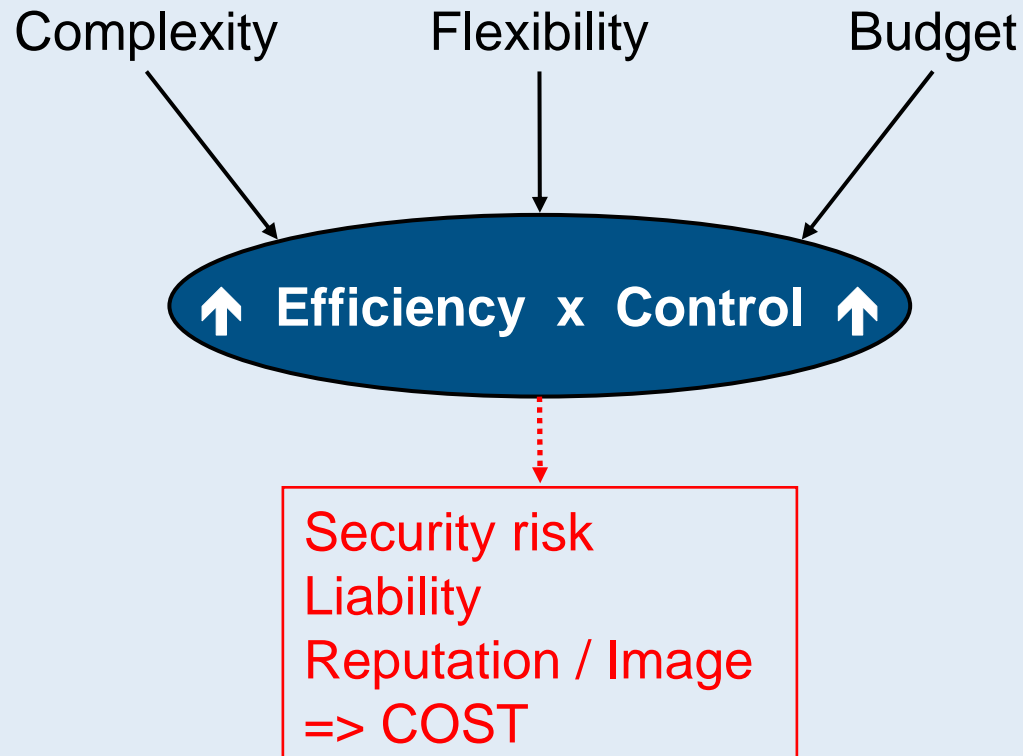 Complexity Flexibility Budget
↑ Efficiency x Control ↑
Security risk
Liability
Reputation / Image
=> COST